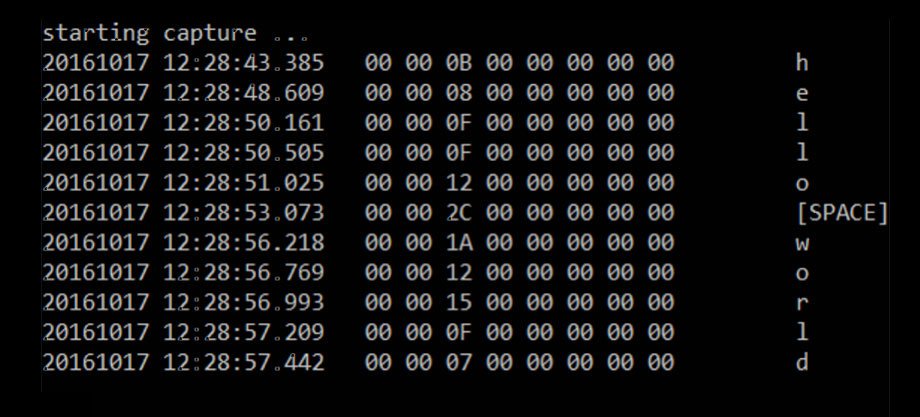 starting capture ...
20161017 12:28:43.385 00 00 0B 00 00 00 00 00 h
20161017 12:28:48.609 00 00 08 00 00 00 00 00 e
20161017 12:28:50.161 00 00 0F 00 00 00 00 00 l
20161017 12:28:50.505 00 00 0F 00 00 00 00 00 l
20161017 12:28:51.025 00 00 12 00 00 00 00 00 o
20161017 12:28:53.073 00 00 2C 00 00 00 00 00 [SPACE]
20161017 12:28:56.218 00 00 1A 00 00 00 00 00 w
20161017 12:28:56.769 00 00 12 00 00 00 00 00 o
20161017 12:28:56.993 00 00 15 00 00 00 00 00 r
20161017 12:28:57.209 00 00 0F 00 00 00 00 00 l
20161017 12:28:57.442 00 00 07 00 00 00 00 00 d